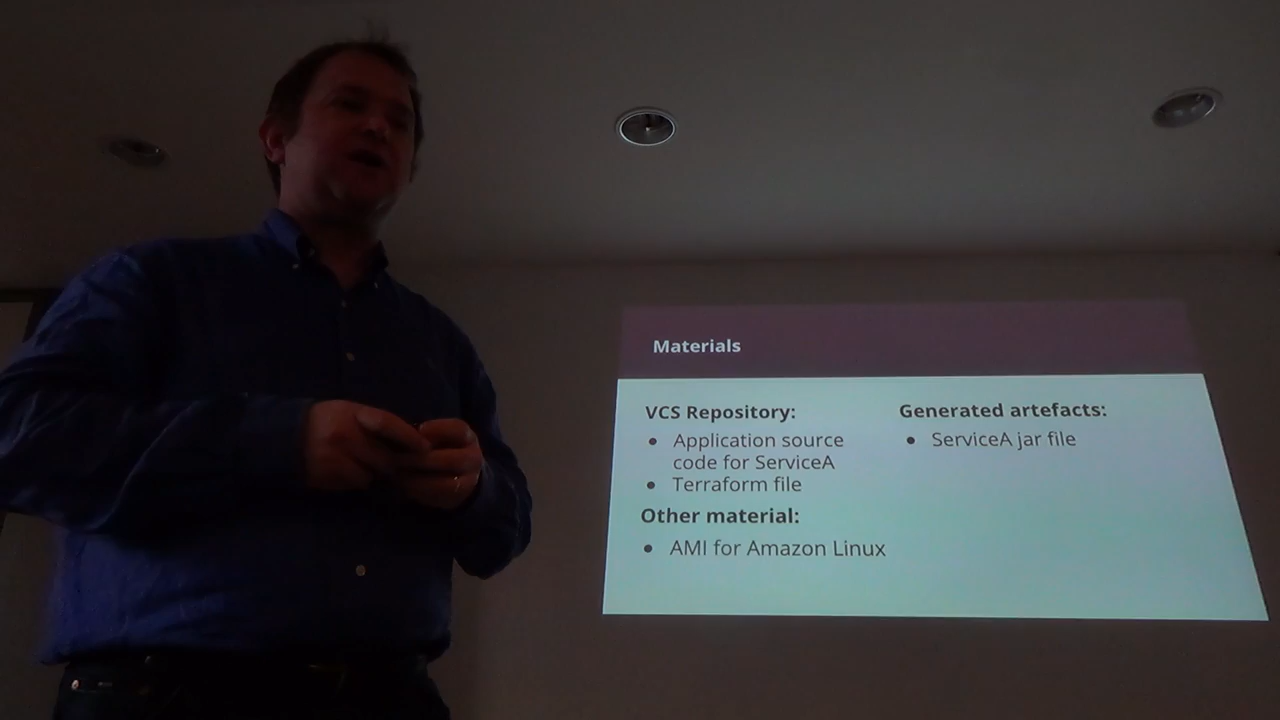 Materials
VCS Repository:
• Application source
code for ServiceA
• Terraform file
Other material:
• AMI for Amazon Linux
Generated artefacts:
• ServiceA jar file